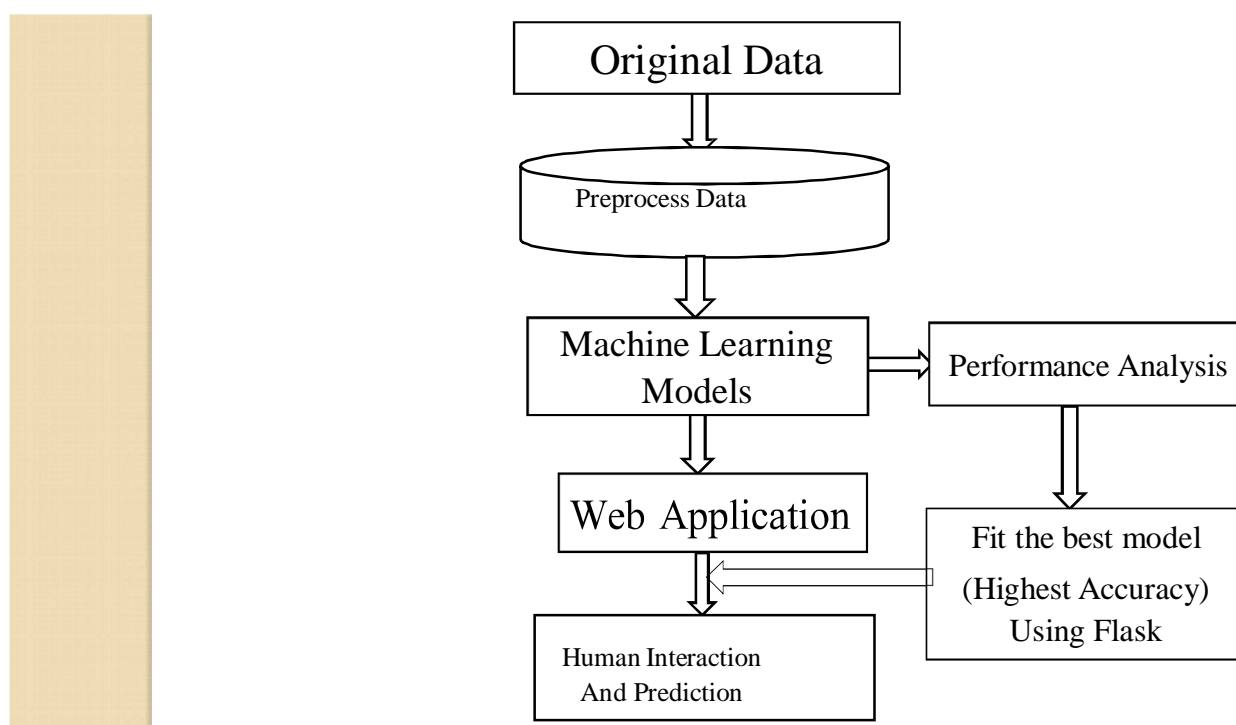 Original Data
Preprocess Data
Machine Learning
Models
Performance Analysis
Web Application
Fit the best model
(Highest Accuracy)
Using Flask
Human Interaction
And Prediction